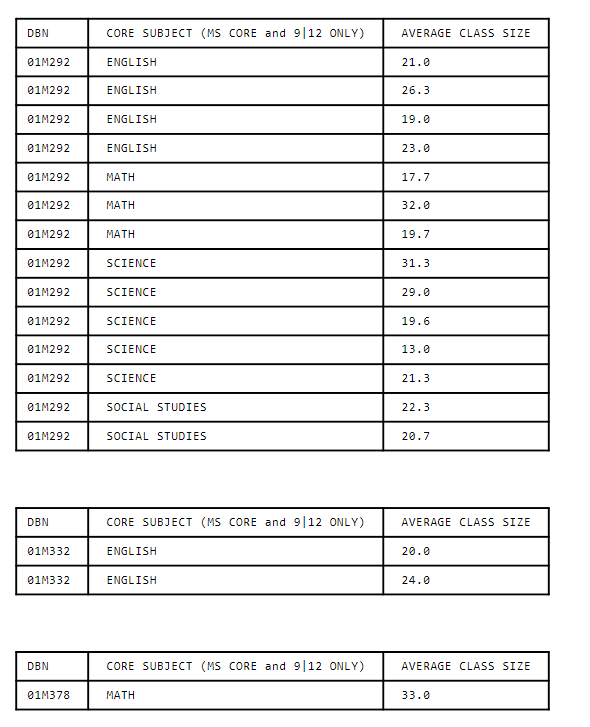 DBN CORE SUBJECT (MS CORE and 9|12 ONLY) AVERAGE CLASS SIZE
01M292 ENGLISH 21.0
01M292 ENGLISH 26.3
01M292 ENGLISH 19.0
01M292 ENGLISH 23.0
01M292 MATH 17.7
01M292 MATH 32.0
01M292 MATH 19.7
01M292 SCIENCE 31.3
01M292 SCIENCE 29.0
01M292 SCIENCE 19.6
01M292 SCIENCE 13.0
01M292 SCIENCE 21.3
01M292 SOCIAL STUDIES 22.3
01M292 SOCIAL STUDIES 20.7
DBN CORE SUBJECT (MS CORE and 9|12 ONLY) AVERAGE CLASS SIZE
01M332 ENGLISH 20.0
01M332 ENGLISH 24.0
DBN CORE SUBJECT (MS CORE and 9|12 ONLY) AVERAGE CLASS SIZE
01M378 MATH 33.0